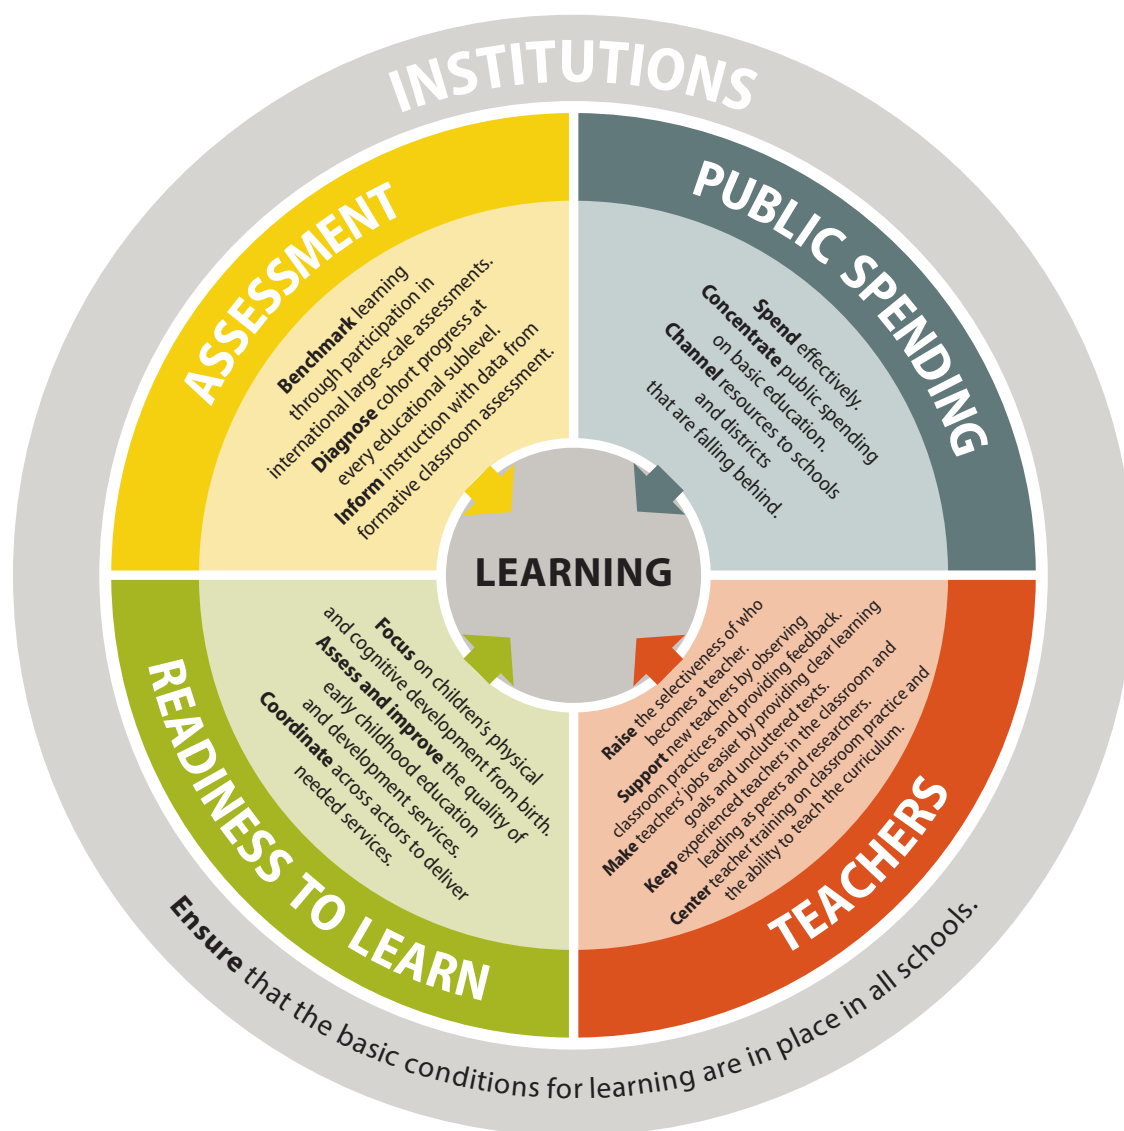 INSTITUTIONS
ASSESSMENT
Benchmark learning
through participation in
international large-scale assessments.
Diagnose cohort progress at
every educational sublevel.
Inform instruction with data from
formative classroom assessment.
PUBLIC SPENDING
Spend effectively.
Concentrate public spending
on basic education.
Channel resources to schools
and districts
that are falling behind.
LEARNING
READINESS TO LEARN
Focus on children’s physical
and cognitive development from birth.
Assess and improve the quality of
early childhood education
and development services.
Coordinate across actors to deliver
needed services.
TEACHERS
Raise the selectiveness of who
becomes a teacher.
Support new teachers by observing
classroom practices and providing feedback.
Make teachers’ jobs easier by providing clear learning
goals and uncluttered texts.
Keep experienced teachers in the classroom and
leading as peers and researchers.
Center teacher training on classroom practice and
the ability to teach the curriculum.
Ensure that the basic conditions for learning are in place in all schools.